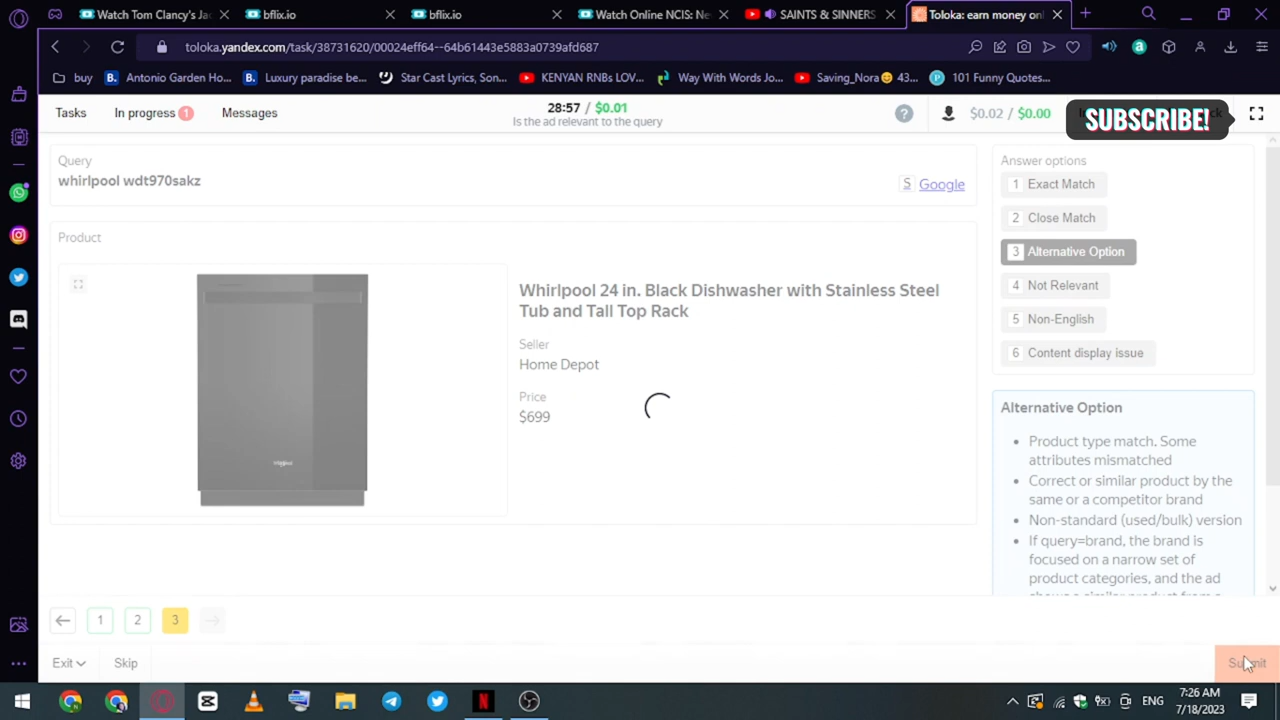 Watch Tom Clancy's Ja
bflix.io
bflix.io
Watch Online NCIS: Ne
SAINTS & SINNERS
Toloka: earn money onl
toloka.yandex.com/task/38731620/00024eff64--64b61443e5883a0739afd687
buy
Antonio Garden Ho...
Luxury paradise be...
Star Cast Lyrics, Son...
KENYAN RNBs LOV...
Way With Words Jo...
Saving_Nora😊 43...
101 Funny Quotes...
Tasks
In progress 1
Messages
28:57 / $0.01
Is the ad relevant to the query
?
$0.02 / $0.00
SUBSCRIBE!
Query
whirlpool wdt970sakz
S Google
Product
Whirlpool 24 in. Black Dishwasher with Stainless Steel
Tub and Tall Top Rack
Seller
Home Depot
Price
$699
Answer options
1 Exact Match
2 Close Match
3 Alternative Option
4 Not Relevant
5 Non-English
6 Content display issue
Alternative Option
• Product type match. Some
attributes mismatched
• Correct or similar product by the
same or a competitor brand
• Non-standard (used/bulk) version
• If query=brand, the brand is
focused on a narrow set of
product categories, and the ad
1
2
3
Exit
Skip
Submit
ENG
7:26 AM
7/18/2023